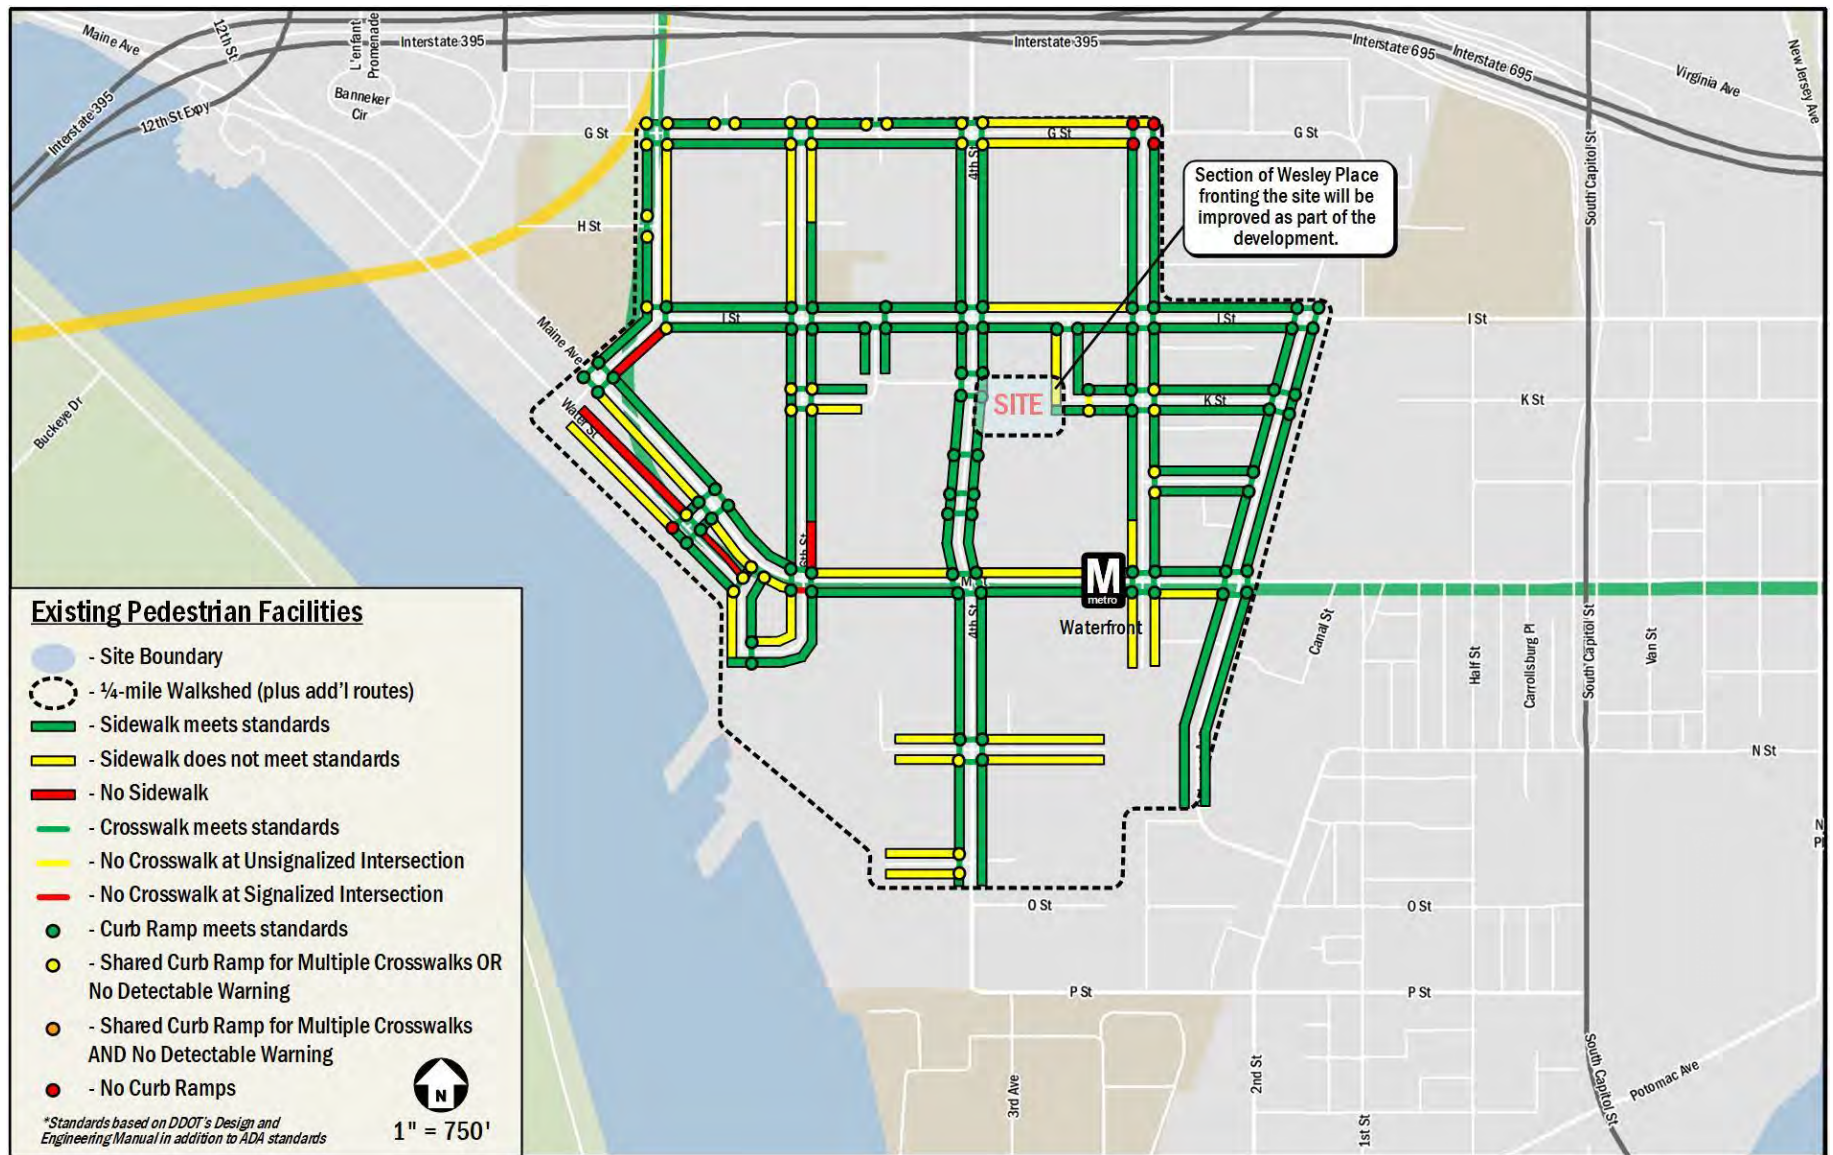 Maine Ave
12th St
L'enfant
Promenade
Interstate 395
Interstate 395
Interstate 695
Interstate 695
Virginia Ave
New Jersey Ave
Interstate 395
12th St Expy
Banneker
Cir
G St
G St
G St
4th St
South Capitol St
Section of Wesley Place
fronting the site will be
improved as part of the
development.
H St
Maine Ave
I St
I St
I St
Water St
SITE
K St
K St
Buckeye Dr
6th St
M St
M
metro
Waterfront
4th St
Canal St
Half St
Carrollsburg Pl
South Capitol St
Van St
N St
N
P
O St
O St
P St
P St
3rd Ave
2nd St
1st St
South Capitol St
Potomac Ave
Existing Pedestrian Facilities
- Site Boundary
- ¼-mile Walkshed (plus add'l routes)
- Sidewalk meets standards
- Sidewalk does not meet standards
- No Sidewalk
- Crosswalk meets standards
- No Crosswalk at Unsignalized Intersection
- No Crosswalk at Signalized Intersection
- Curb Ramp meets standards
- Shared Curb Ramp for Multiple Crosswalks OR
No Detectable Warning
- Shared Curb Ramp for Multiple Crosswalks
AND No Detectable Warning
- No Curb Ramps
N
*Standards based on DDOT's Design and
Engineering Manual in addition to ADA standards
1" = 750'